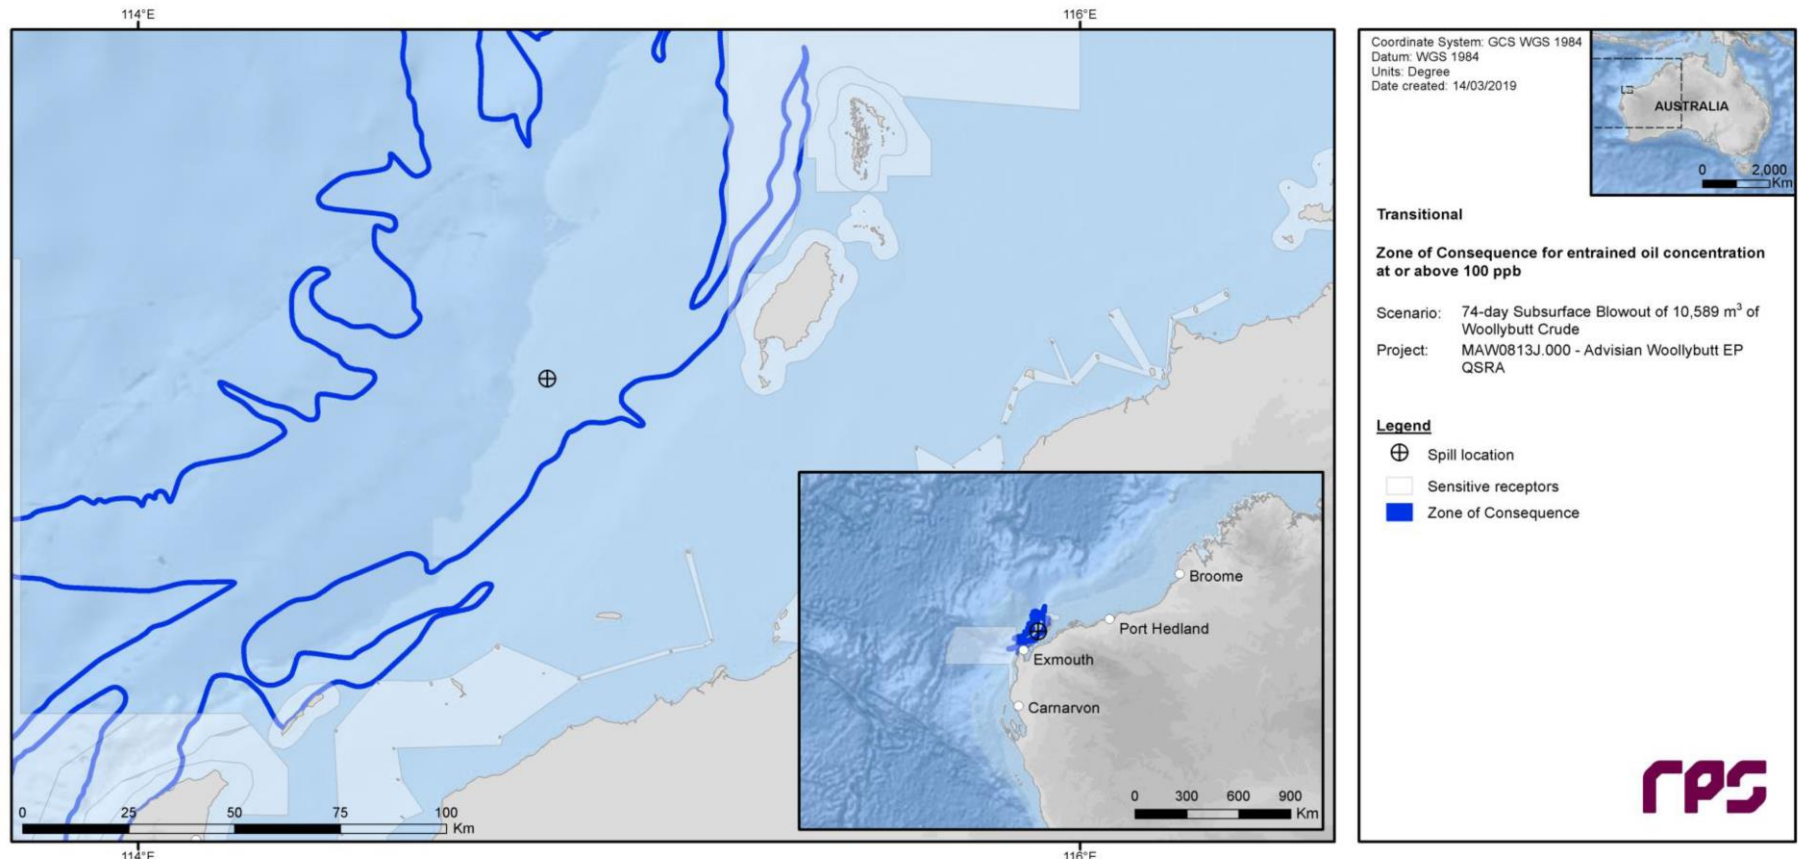 114°E
116°E
Coordinate System: GCS WGS 1984
Datum: WGS 1984
Units: Degree
Date created: 14/03/2019
AUSTRALIA
0 2,000
Km
Transitional
Zone of Consequence for entrained oil concentration
at or above 100 ppb
Scenario: 74-day Subsurface Blowout of 10,589 m³ of
Woollybutt Crude
Project: MAW0813J.000 - Advisian Woollybutt EP
QSRA
Legend
Spill location
Sensitive receptors
Zone of Consequence
Broome
Port Hedland
Exmouth
Carnarvon
0 300 600 900
Km
0 25 50 75 100
Km
rps
114°E
116°E